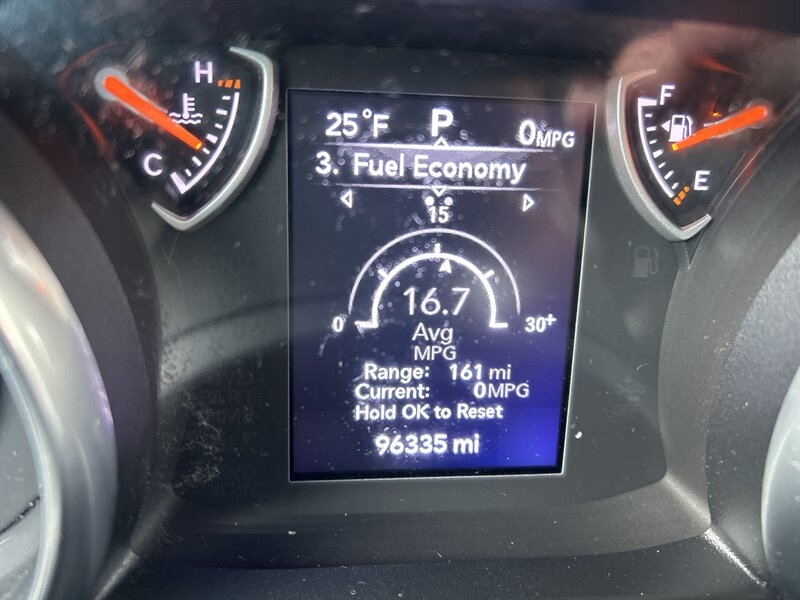 H
C
25°F P 0MPG
3. Fuel Economy
15
16.7
0 30+
Avg
MPG
Range: 161 mi
Current: 0MPG
Hold OK to Reset
96335 mi
F
E